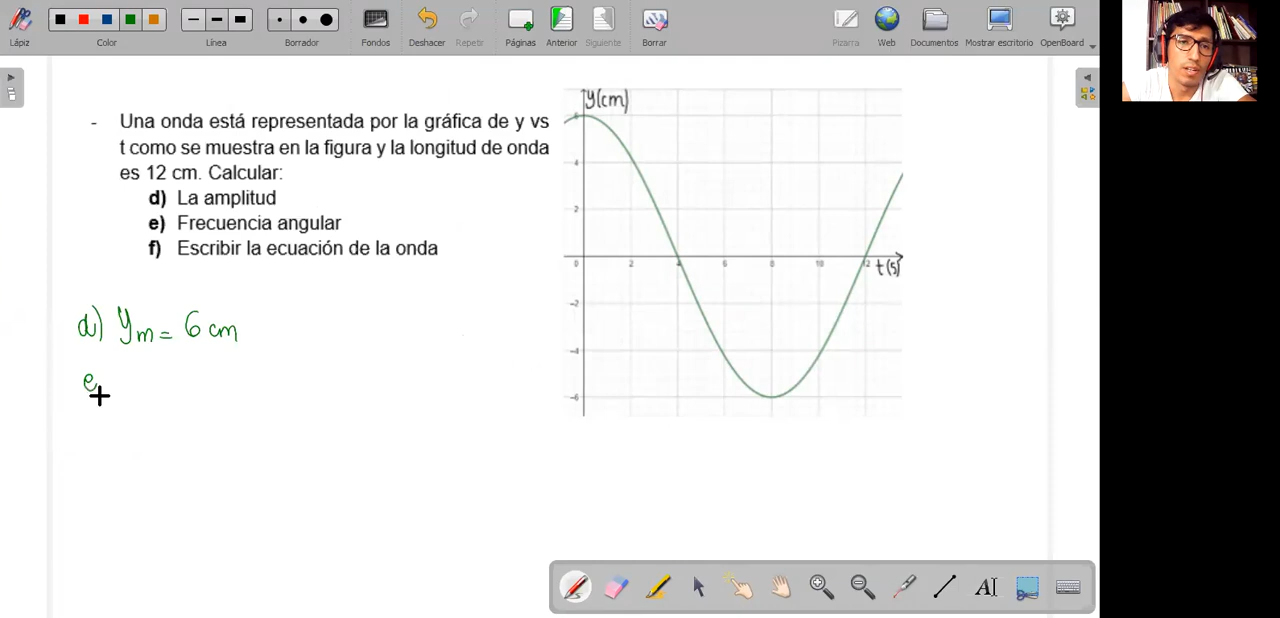 Lápiz
Color
Línea
Borrador
Fondos
Deshacer
Repetir
Páginas
Anterior
Siguiente
Borrar
Pizarra
Web
Documentos
Mostrar escritorio
OpenBoard
- Una onda está representada por la gráfica de y vs
t como se muestra en la figura y la longitud de onda
es 12 cm. Calcular:
d) La amplitud
e) Frecuencia angular
f) Escribir la ecuación de la onda
y(cm)
6
4
2
0
2
4
6
8
10
12
t(s)
-2
-4
-6
d) ym = 6 cm
e